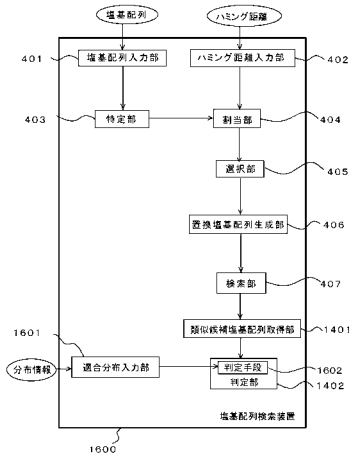 塩基配列
ハミング距離
401
塩基配列入力部
ハミング距離入力部
402
403
特定部
割当部
404
選択部
405
置換塩基配列生成部
406
検索部
407
類似候補塩基配列取得部
1401
1601
分布情報
適合分布入力部
判定手段
1602
判定部
1402
塩基配列検索装置
1600